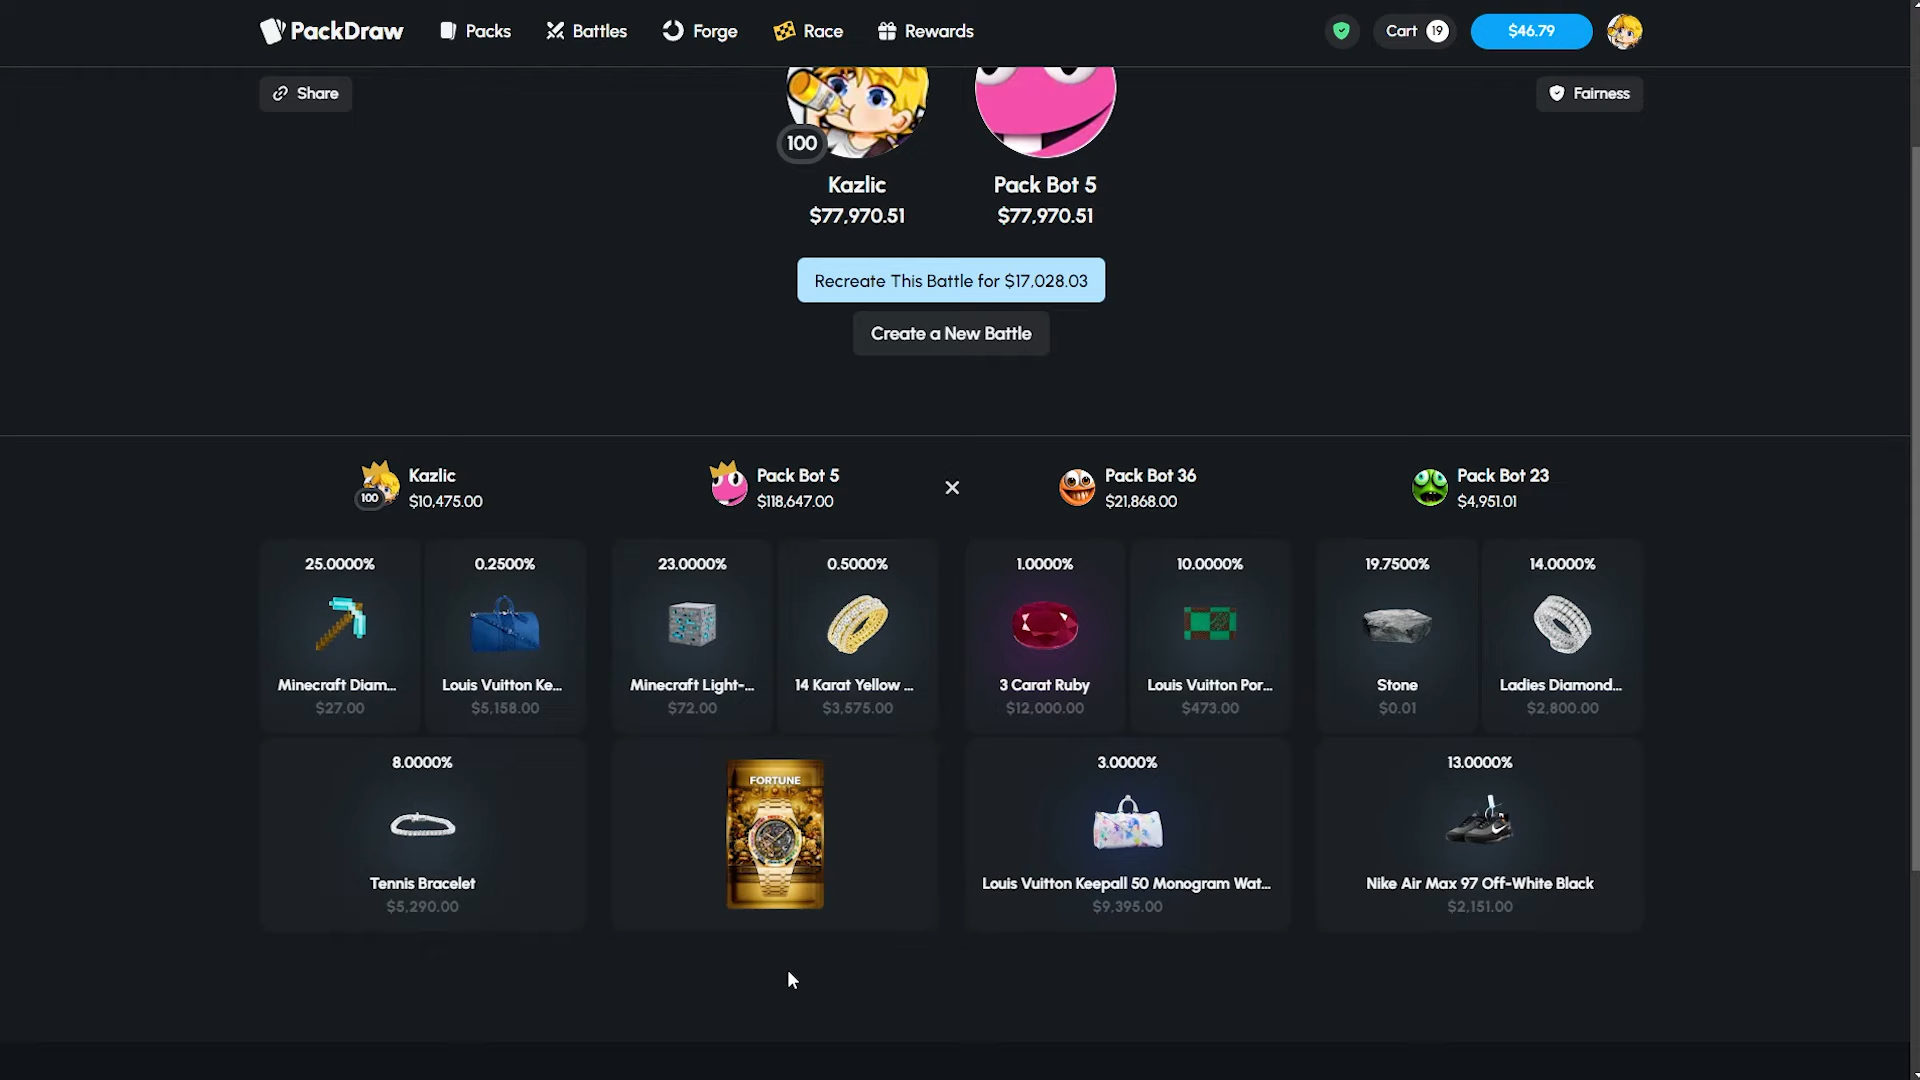 PackDraw
Packs
Battles
Forge
Race
Rewards
Cart 19
$46.79
Share
Fairness
100
Kazlic
$77,970.51
Pack Bot 5
$77,970.51
Recreate This Battle for $17,028.03
Create a New Battle
100
Kazlic
$10,475.00
Pack Bot 5
$118,647.00
Pack Bot 36
$21,868.00
Pack Bot 23
$4,951.01
25.0000%
Minecraft Diam...
$27.00
0.2500%
Louis Vuitton Ke...
$5,158.00
23.0000%
Minecraft Light-...
$72.00
0.5000%
14 Karat Yellow ...
$3,575.00
1.0000%
3 Carat Ruby
$12,000.00
10.0000%
Louis Vuitton Por...
$473.00
19.7500%
Stone
$0.01
14.0000%
Ladies Diamond...
$2,800.00
8.0000%
Tennis Bracelet
$5,290.00
FORTUNE
3.0000%
Louis Vuitton Keepall 50 Monogram Wat...
$9,395.00
13.0000%
Nike Air Max 97 Off-White Black
$2,151.00